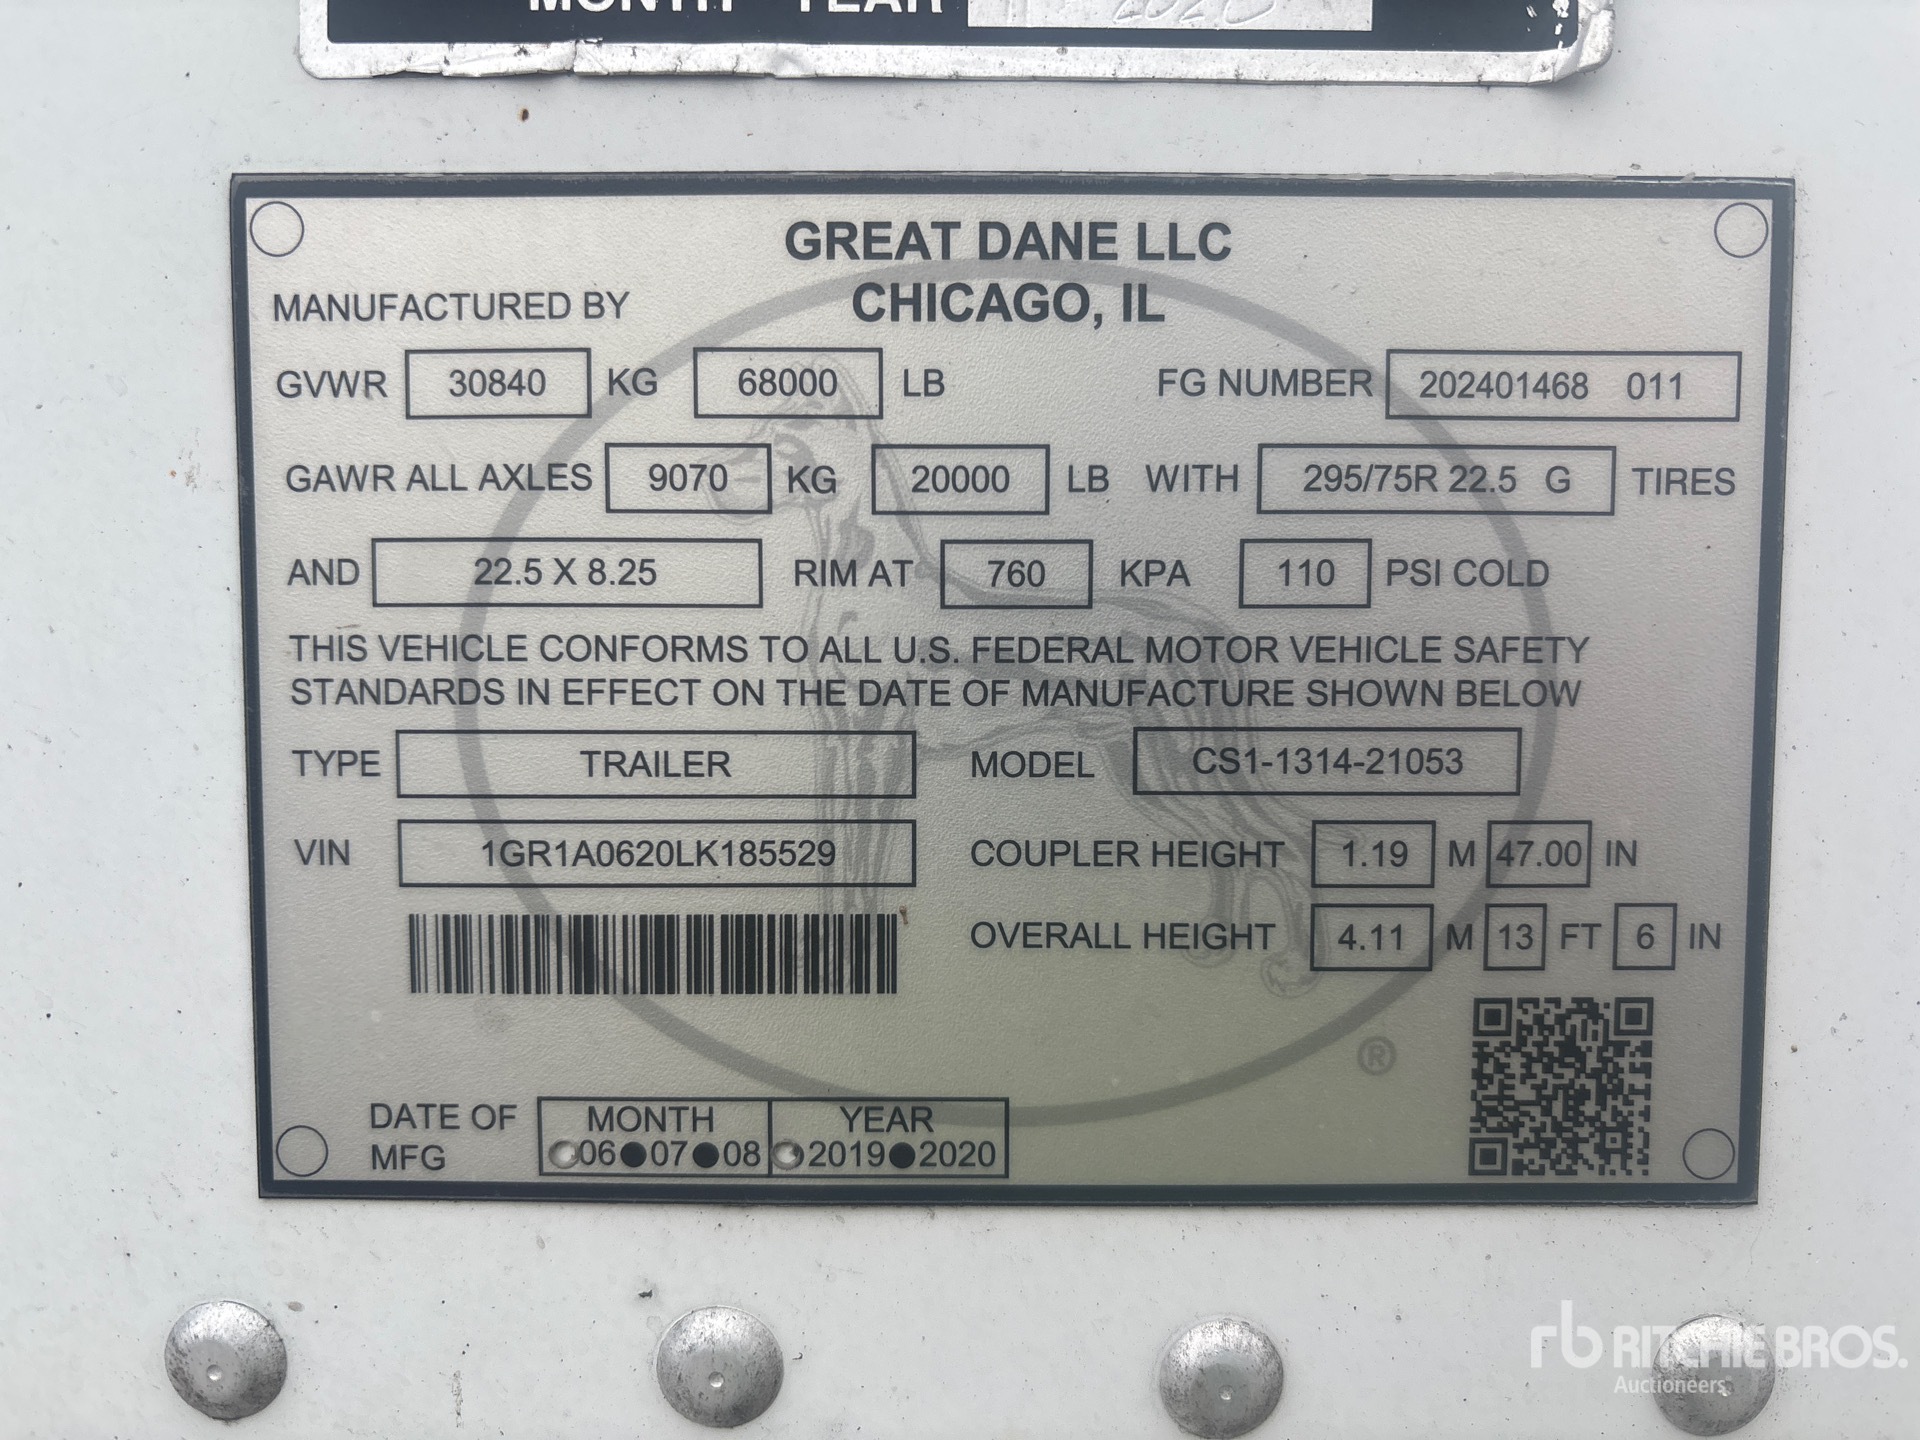 MONTH YEAR 2020
GREAT DANE LLC
MANUFACTURED BY CHICAGO, IL
GVWR 30840 KG 68000 LB FG NUMBER 202401468 011
GAWR ALL AXLES 9070 KG 20000 LB WITH 295/75R 22.5 G TIRES
AND 22.5 X 8.25 RIM AT 760 KPA 110 PSI COLD
THIS VEHICLE CONFORMS TO ALL U.S. FEDERAL MOTOR VEHICLE SAFETY
STANDARDS IN EFFECT ON THE DATE OF MANUFACTURE SHOWN BELOW
TYPE TRAILER MODEL CS1-1314-21053
VIN 1GR1A0620LK185529 COUPLER HEIGHT 1.19 M 47.00 IN
OVERALL HEIGHT 4.11 M 13 FT 6 IN
®
DATE OF MONTH YEAR
MFG 06 07 08 2019 2020
rb RITCHIE BROS.
Auctioneers